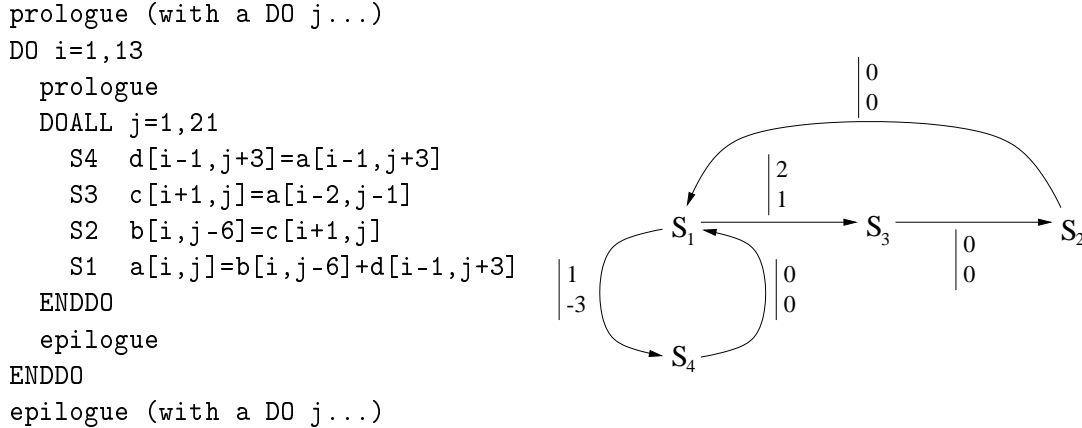 prologue (with a DO j...)
DO i=1,13
prologue
DOALL j=1,21
S4 d[i-1,j+3]=a[i-1,j+3]
S3 c[i+1,j]=a[i-2,j-1]
S2 b[i,j-6]=c[i+1,j]
S1 a[i,j]=b[i,j-6]+d[i-1,j+3]
ENDDO
epilogue
ENDDO
epilogue (with a DO j...)
0
0
2
1
S1 S3 S2
0
0
1
-3
0
0
S4